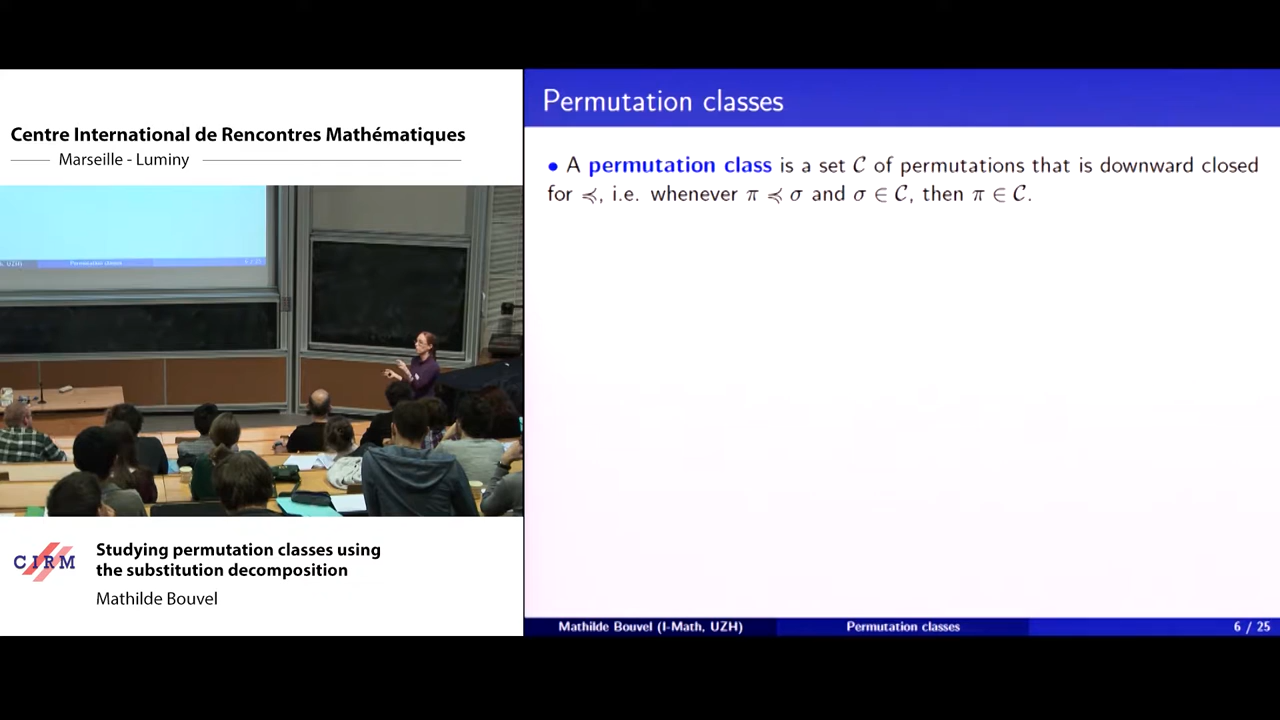 Centre International de Rencontres Mathématiques
Marseille - Luminy
Permutation classes
CIRM
Studying permutation classes using
the substitution decomposition
Mathilde Bouvel
Permutation classes
• A permutation class is a set 𝒞 of permutations that is downward closed
for ≼, i.e. whenever π ≼ σ and σ ∈ 𝒞, then π ∈ 𝒞.
Mathilde Bouvel (I-Math, UZH) Permutation classes 6 / 25